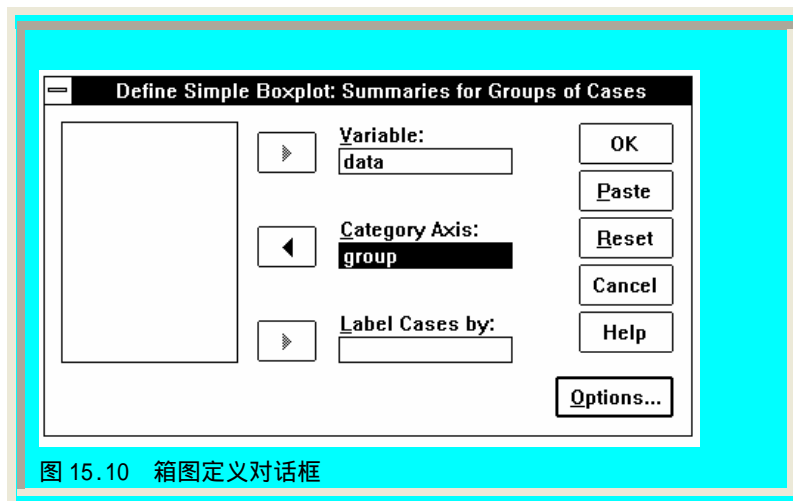 Define Simple Boxplot: Summaries for Groups of Cases
Variable:
data
Category Axis:
group
Label Cases by:
OK
Paste
Reset
Cancel
Help
Options...
图 15.10 箱图定义对话框